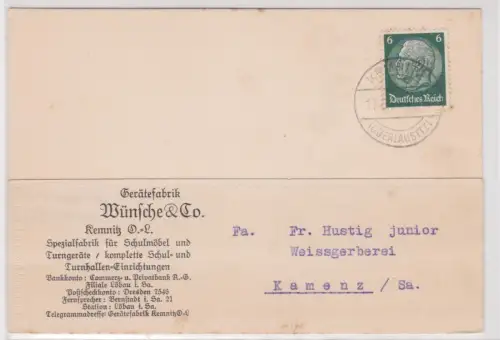 6 6
Deutsches Reich
(OBERLAUSITZ)
Gerätefabrik
Wünsche & Co.
Kemnitz O.-L.
Spezialfabrik für Schulmöbel und
Turngeräte / komplette Schul- und
Turnhallen-Einrichtungen
Bankkonto: Commerz- u. Privatbank A.-G.
Filiale Löbau i. Sa.
Postscheckkonto: Dresden 7545
Fernsprecher: Bernstadt i. Sa. 21
Station: Löbau i. Sa.
Telegrammadresse: Gerätefabrik Kemnitz O-L
Fa. Fr. Hustig junior
Weissgerberei
Kamenz /Sa.